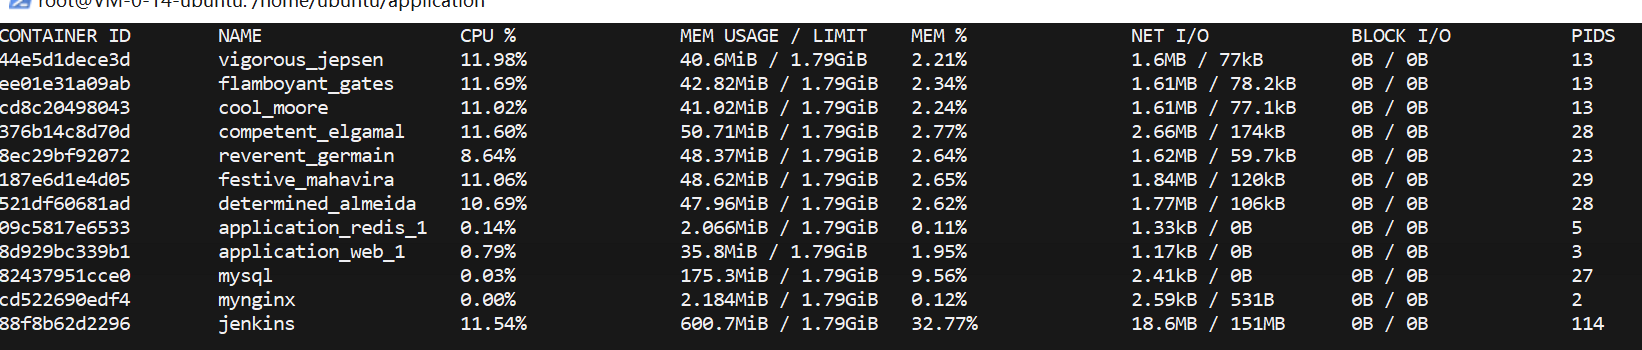 root@VM-0-14-ubuntu: /home/ubuntu/application
CONTAINER ID NAME CPU % MEM USAGE / LIMIT MEM % NET I/O BLOCK I/O PIDS
44e5d1dece3d vigorous_jepsen 11.98% 40.6MiB / 1.79GiB 2.21% 1.6MB / 77kB 0B / 0B 13
ee01e31a09ab flamboyant_gates 11.69% 42.82MiB / 1.79GiB 2.34% 1.61MB / 78.2kB 0B / 0B 13
cd8c20498043 cool_moore 11.02% 41.02MiB / 1.79GiB 2.24% 1.61MB / 77.1kB 0B / 0B 13
376b14c8d70d competent_elgamal 11.60% 50.71MiB / 1.79GiB 2.77% 2.66MB / 174kB 0B / 0B 28
8ec29bf92072 reverent_germain 8.64% 48.37MiB / 1.79GiB 2.64% 1.62MB / 59.7kB 0B / 0B 23
187e6d1e4d05 festive_mahavira 11.06% 48.62MiB / 1.79GiB 2.65% 1.84MB / 120kB 0B / 0B 29
521df60681ad determined_almeida 10.69% 47.96MiB / 1.79GiB 2.62% 1.77MB / 106kB 0B / 0B 28
09c5817e6533 application_redis_1 0.14% 2.066MiB / 1.79GiB 0.11% 1.33kB / 0B 0B / 0B 5
8d929bc339b1 application_web_1 0.79% 35.8MiB / 1.79GiB 1.95% 1.17kB / 0B 0B / 0B 3
82437951cce0 mysql 0.03% 175.3MiB / 1.79GiB 9.56% 2.41kB / 0B 0B / 0B 27
cd522690edf4 mynginx 0.00% 2.184MiB / 1.79GiB 0.12% 2.59kB / 531B 0B / 0B 2
88f8b62d2296 jenkins 11.54% 600.7MiB / 1.79GiB 32.77% 18.6MB / 151MB 0B / 0B 114